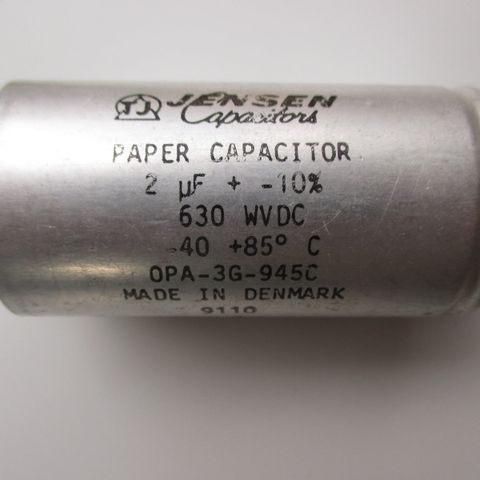 TJ JENSEN
Capacitors
PAPER CAPACITOR
2 µF + -10%
630 WVDC
-40 +85° C
OPA-3G-945C
MADE IN DENMARK
9110